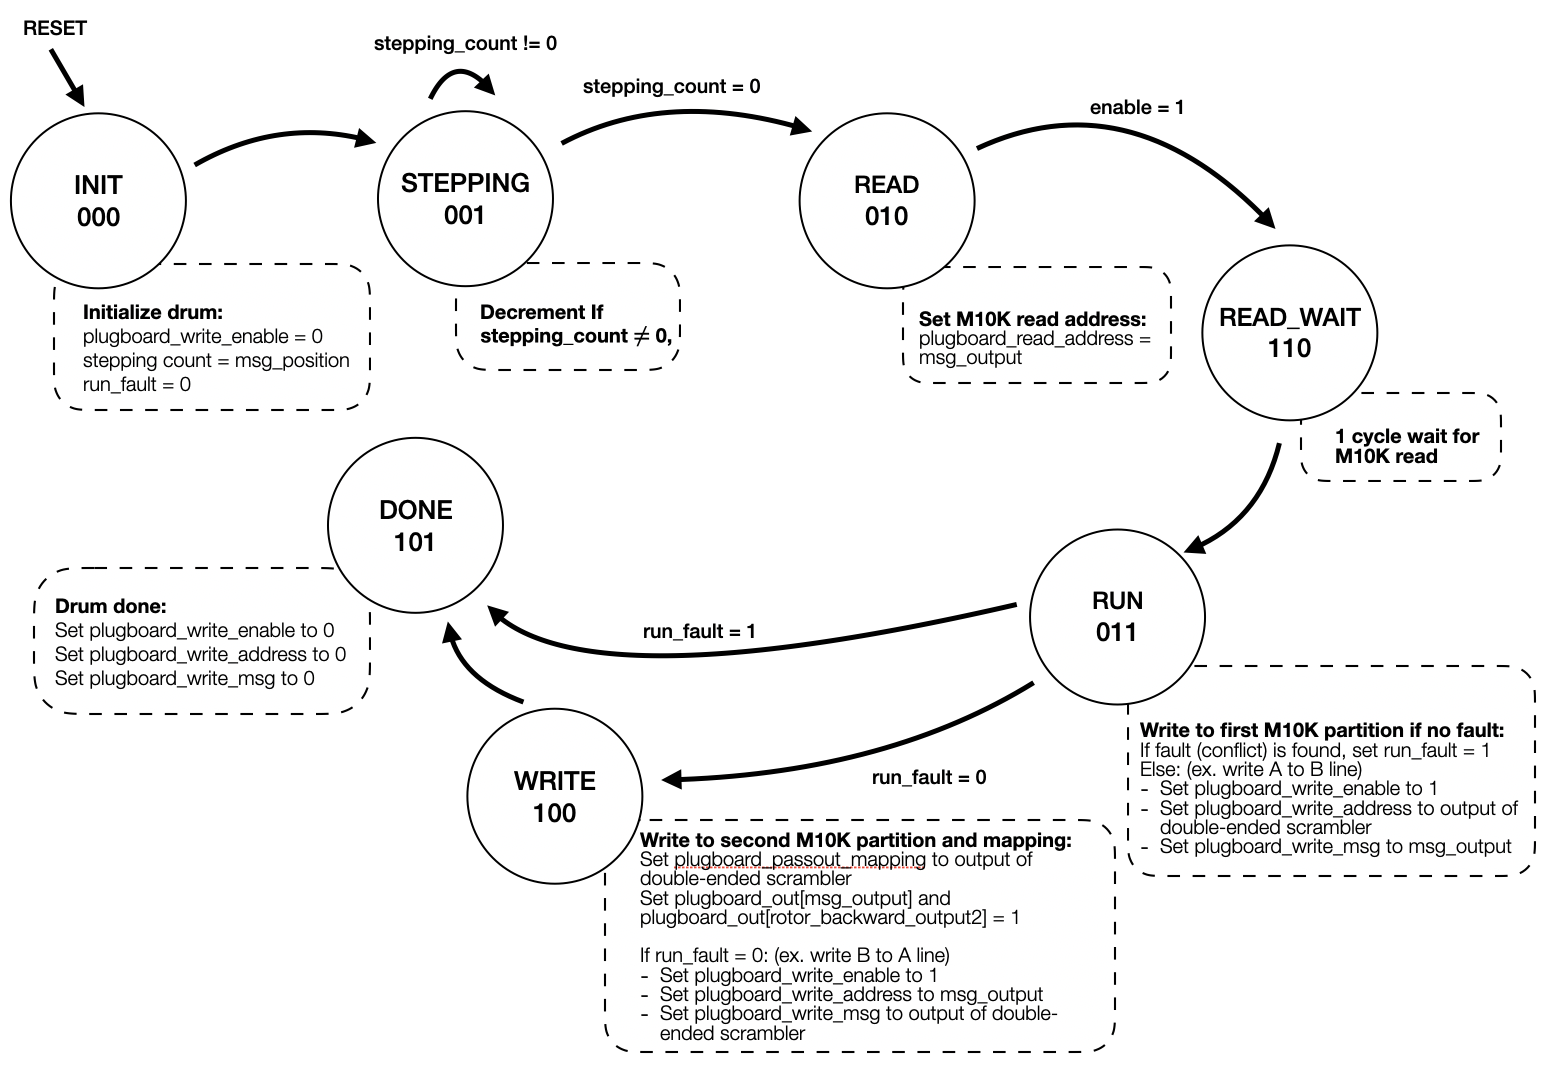 RESET
stepping_count != 0
stepping_count = 0
enable = 1
INIT
000
STEPPING
001
READ
010
READ_WAIT
110
Initialize drum:
plugboard_write_enable = 0
stepping count = msg_position
run_fault = 0
Decrement If
stepping_count ≠ 0,
Set M10K read address:
plugboard_read_address =
msg_output
1 cycle wait for
M10K read
DONE
101
Drum done:
Set plugboard_write_enable to 0
Set plugboard_write_address to 0
Set plugboard_write_msg to 0
run_fault = 1
RUN
011
Write to first M10K partition if no fault:
If fault (conflict) is found, set run_fault = 1
Else: (ex. write A to B line)
- Set plugboard_write_enable to 1
- Set plugboard_write_address to output of
double-ended scrambler
- Set plugboard_write_msg to msg_output
run_fault = 0
WRITE
100
Write to second M10K partition and mapping:
Set plugboard_passout_mapping to output of
double-ended scrambler
Set plugboard_out[msg_output] and
plugboard_out[rotor_backward_output2] = 1
If run_fault = 0: (ex. write B to A line)
- Set plugboard_write_enable to 1
- Set plugboard_write_address to msg_output
- Set plugboard_write_msg to output of double-
ended scrambler